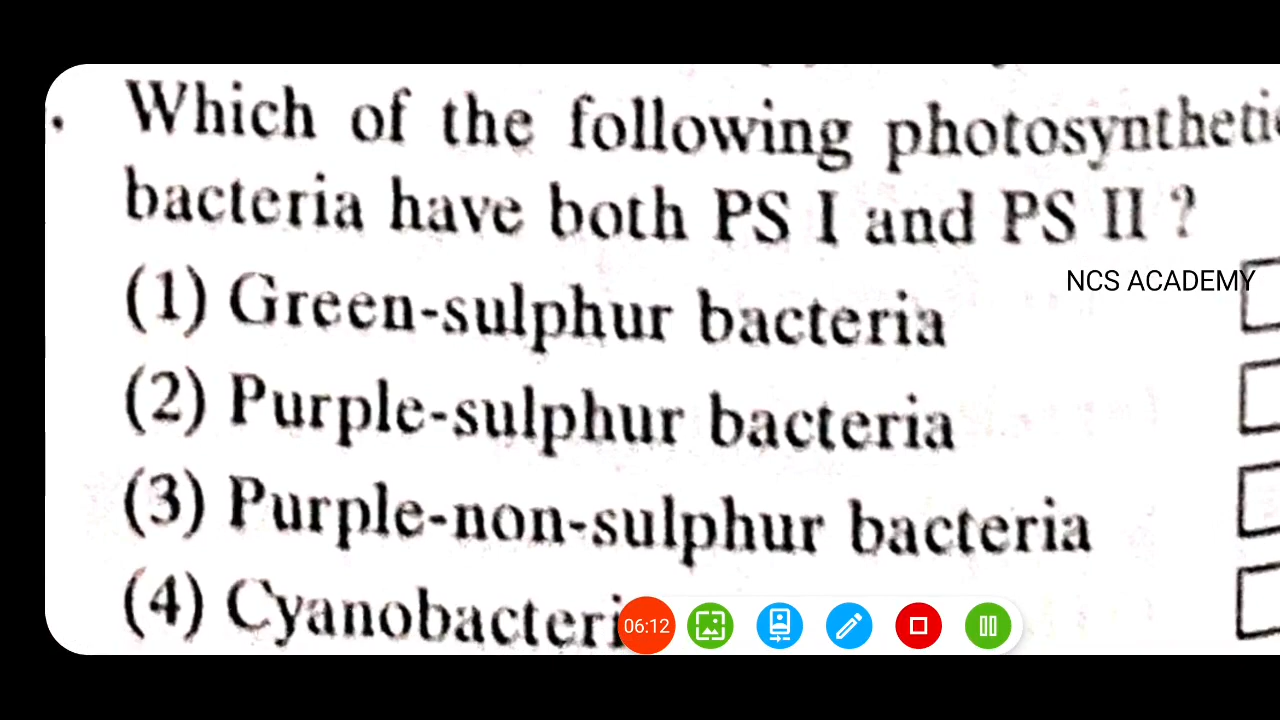 . Which of the following photosynthetic
bacteria have both PS I and PS II ?
NCS ACADEMY
(1) Green-sulphur bacteria
(2) Purple-sulphur bacteria
(3) Purple-non-sulphur bacteria
(4) Cyanobacteri
06:12